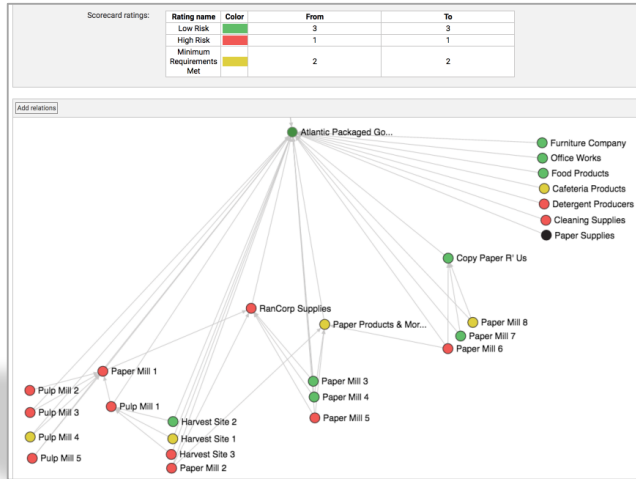 Scorecard ratings:
Rating name Color From To
Low Risk 3 3
High Risk 1 1
Minimum
Requirements 2 2
Met
Add relations
Atlantic Packaged Go...
Furniture Company
Office Works
Food Products
Cafeteria Products
Detergent Producers
Cleaning Supplies
Paper Supplies
Copy Paper R' Us
RanCorp Supplies
Paper Products & Mor...
Paper Mill 8
Paper Mill 7
Paper Mill 6
Paper Mill 1
Paper Mill 3
Pulp Mill 2
Paper Mill 4
Pulp Mill 1
Pulp Mill 3
Paper Mill 5
Harvest Site 2
Pulp Mill 4
Harvest Site 1
Harvest Site 3
Pulp Mill 5
Paper Mill 2